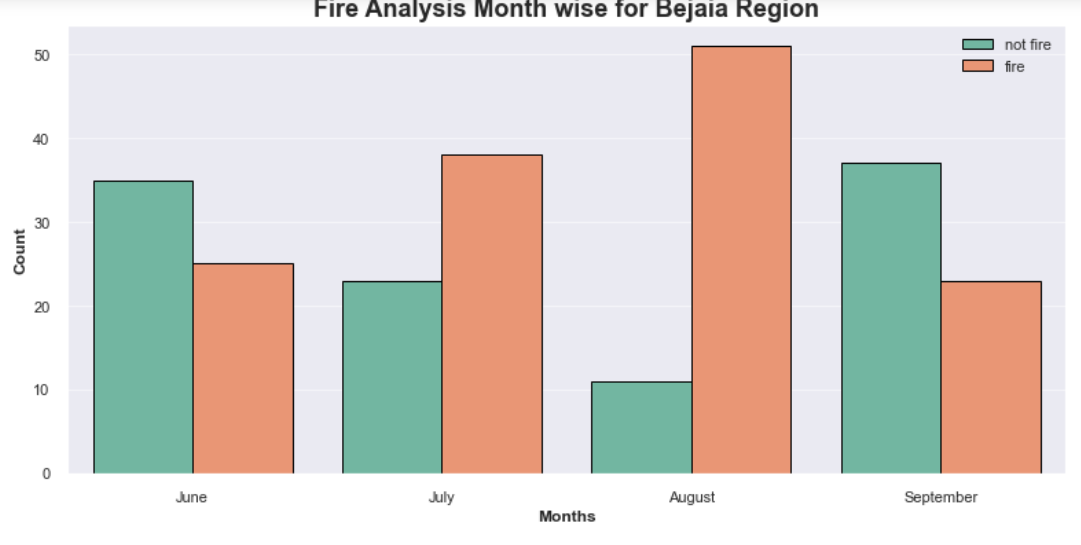 Fire Analysis Month wise for Bejaia Region
not fire
fire
50
40
30
20
10
0
Count
June July August September
Months